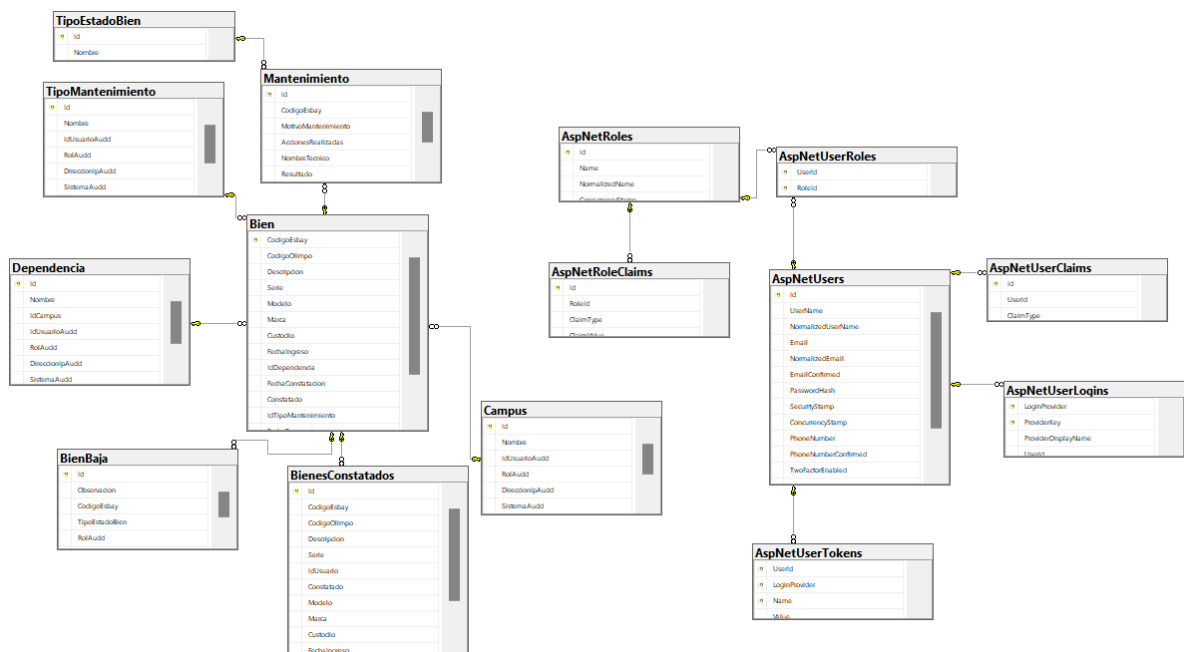 TipoEstadoBien
Id
Nombre
TipoMantenimiento
Id
Nombre
IdUsuarioAudd
RolAudd
DireccionIpAudd
SistemaAudd
Mantenimiento
Id
CodigoEsbay
MotivoMantenimiento
AccionesRealizadas
NombreTecnico
Resultado
Bien
CodigoEsbay
CodigoOlimpo
Descripcion
Serie
Modelo
Marca
Custodio
FechaIngreso
IdDependencia
FechaConstatacion
Constatado
IdTipoMantenimiento
Dependencia
Id
Nombre
IdCampus
IdUsuarioAudd
RolAudd
DireccionIpAudd
SistemaAudd
BienBaja
Id
Observacion
CodigoEsbay
TipoEstadoBien
RolAudd
BienesConstatados
Id
CodigoEsbay
CodigoOlimpo
Descripcion
Serie
IdUsuario
Constatado
Modelo
Marca
Custodio
FechaIngreso
Campus
Id
Nombre
IdUsuarioAudd
RolAudd
DireccionIpAudd
SistemaAudd
AspNetRoles
Id
Name
NormalizedName
ConcurrencyStamp
AspNetUserRoles
UserId
RoleId
AspNetRoleClaims
Id
RoleId
ClaimType
ClaimValue
AspNetUsers
Id
UserName
NormalizedUserName
Email
NormalizedEmail
EmailConfirmed
PasswordHash
SecurityStamp
ConcurrencyStamp
PhoneNumber
PhoneNumberConfirmed
TwoFactorEnabled
AspNetUserClaims
Id
UserId
ClaimType
AspNetUserLogins
LoginProvider
ProviderKey
ProviderDisplayName
UserId
AspNetUserTokens
UserId
LoginProvider
Name
Value